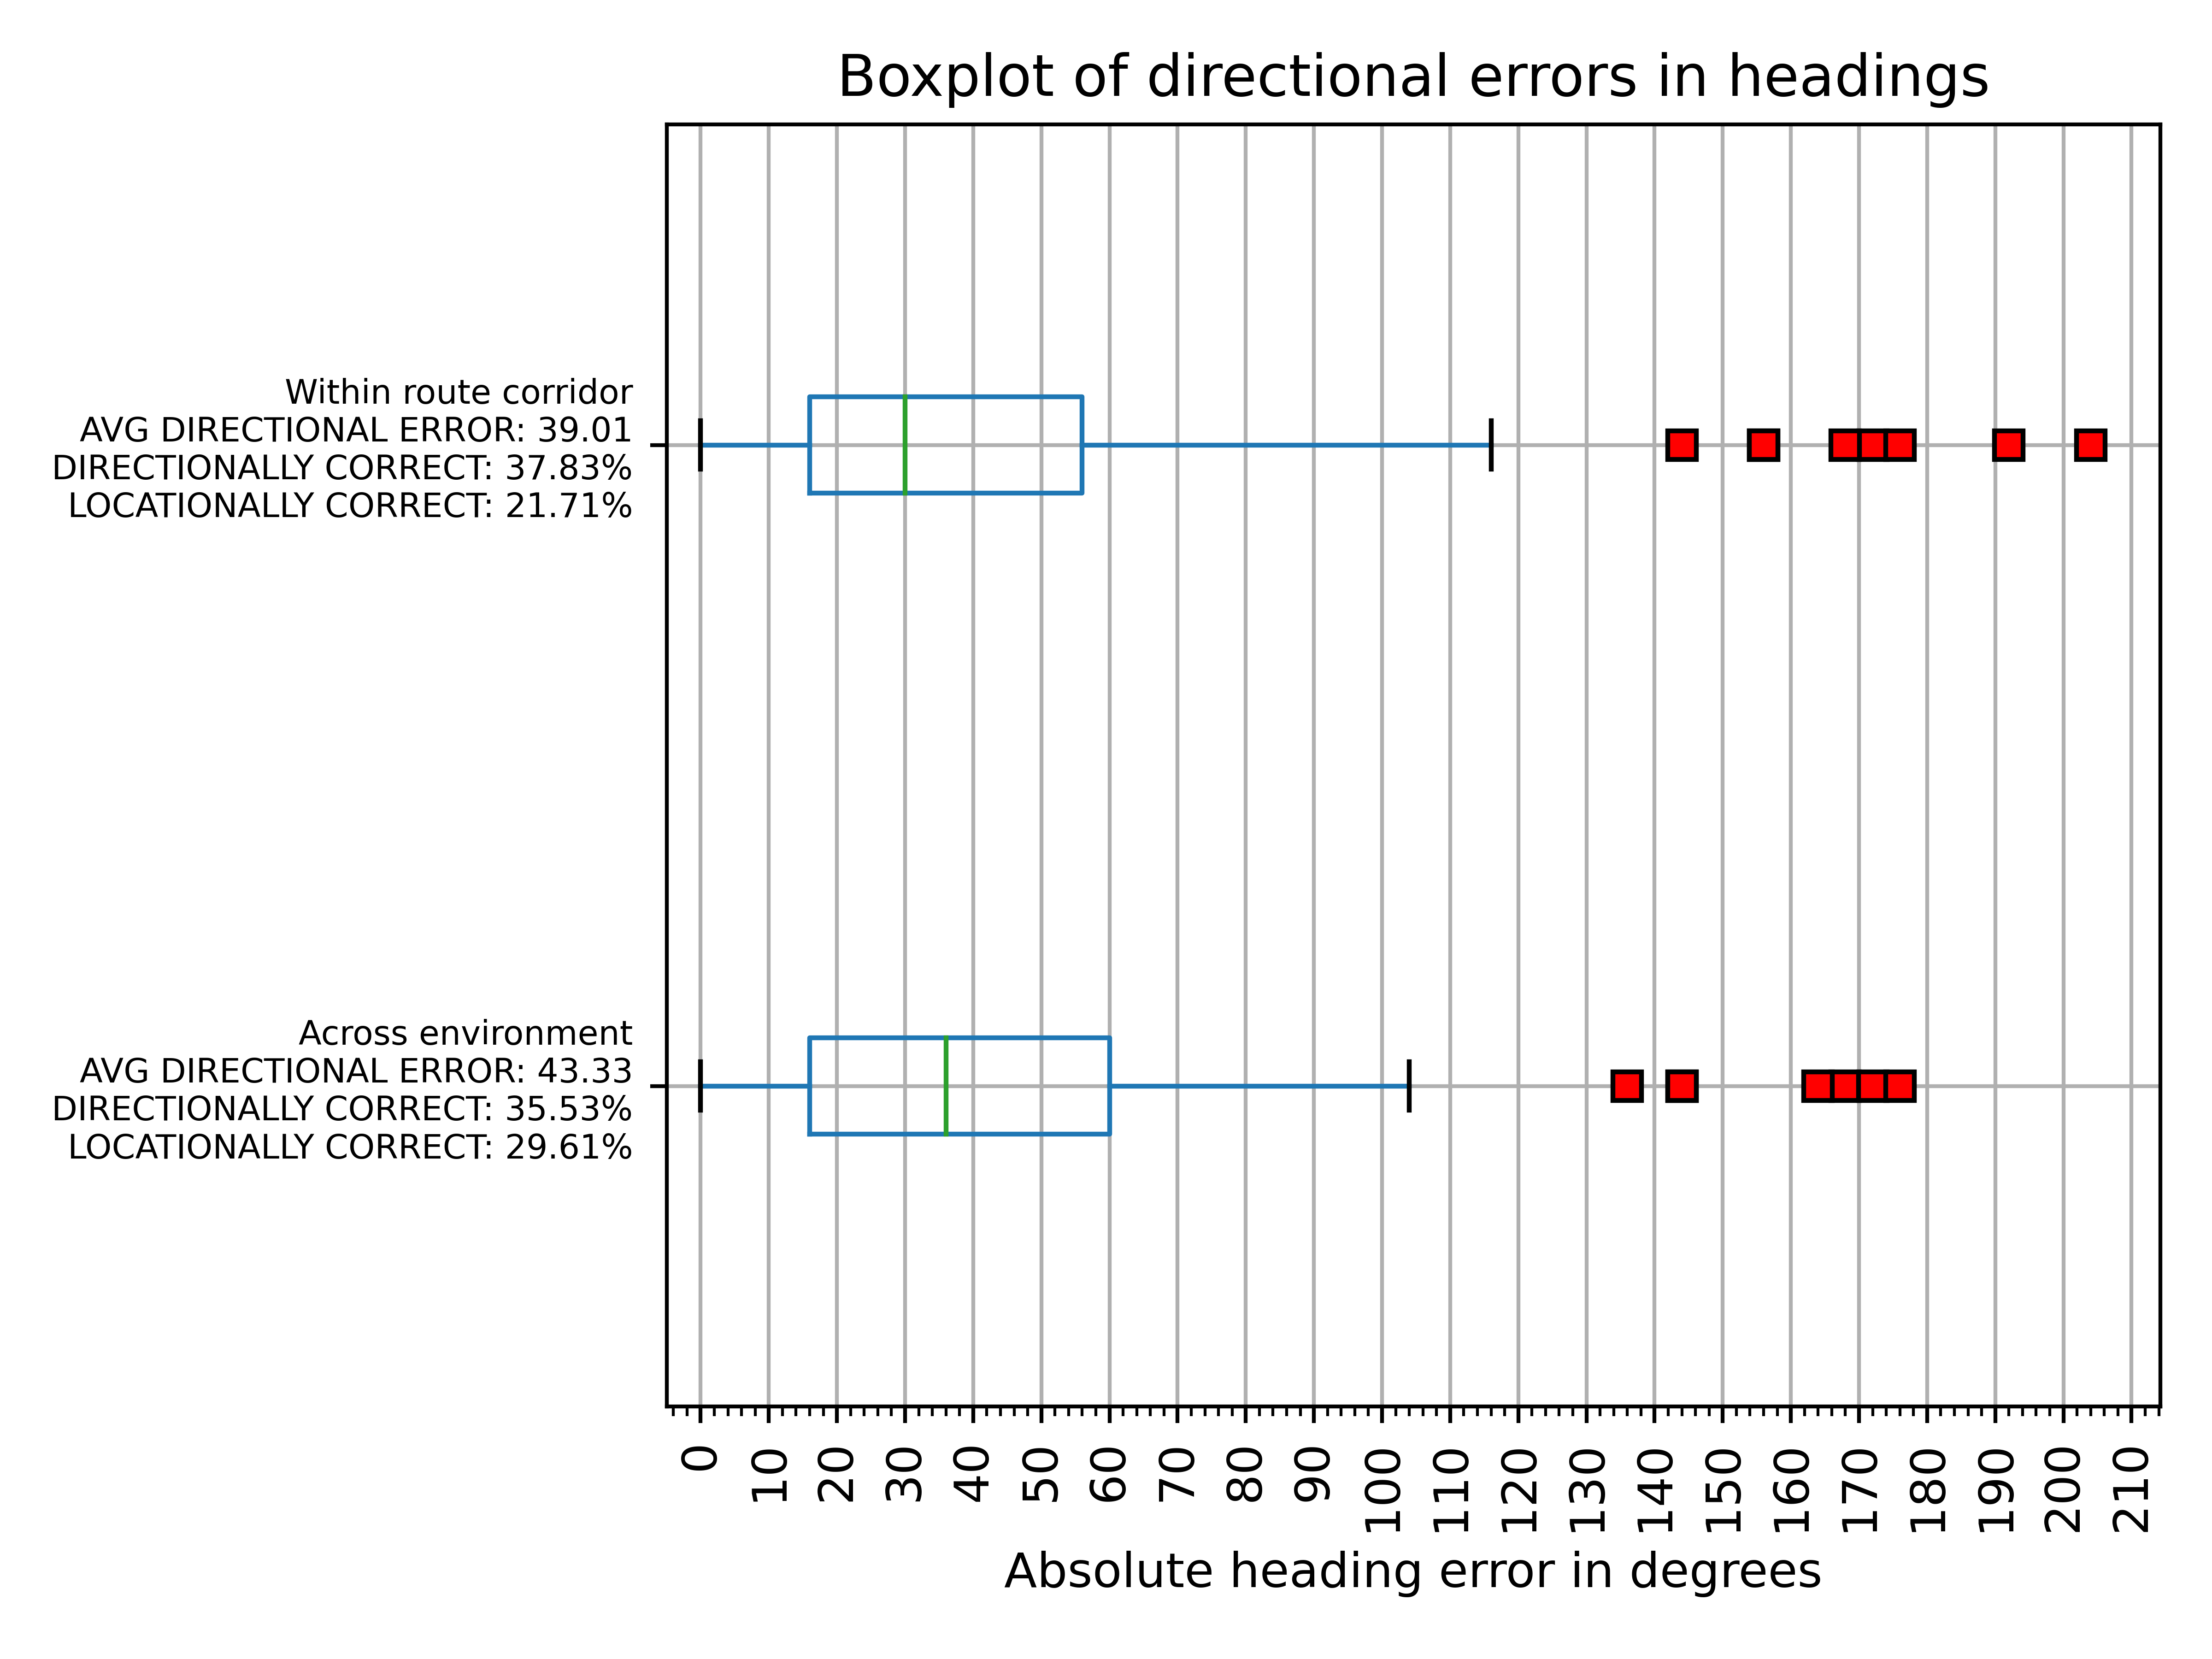 Boxplot of directional errors in headings
Within route corridor
AVG DIRECTIONAL ERROR: 39.01
DIRECTIONALLY CORRECT: 37.83%
LOCATIONALLY CORRECT: 21.71%
Across environment
AVG DIRECTIONAL ERROR: 43.33
DIRECTIONALLY CORRECT: 35.53%
LOCATIONALLY CORRECT: 29.61%
0 10 20 30 40 50 60 70 80 90 100 110 120 130 140 150 160 170 180 190 200 210
Absolute heading error in degrees